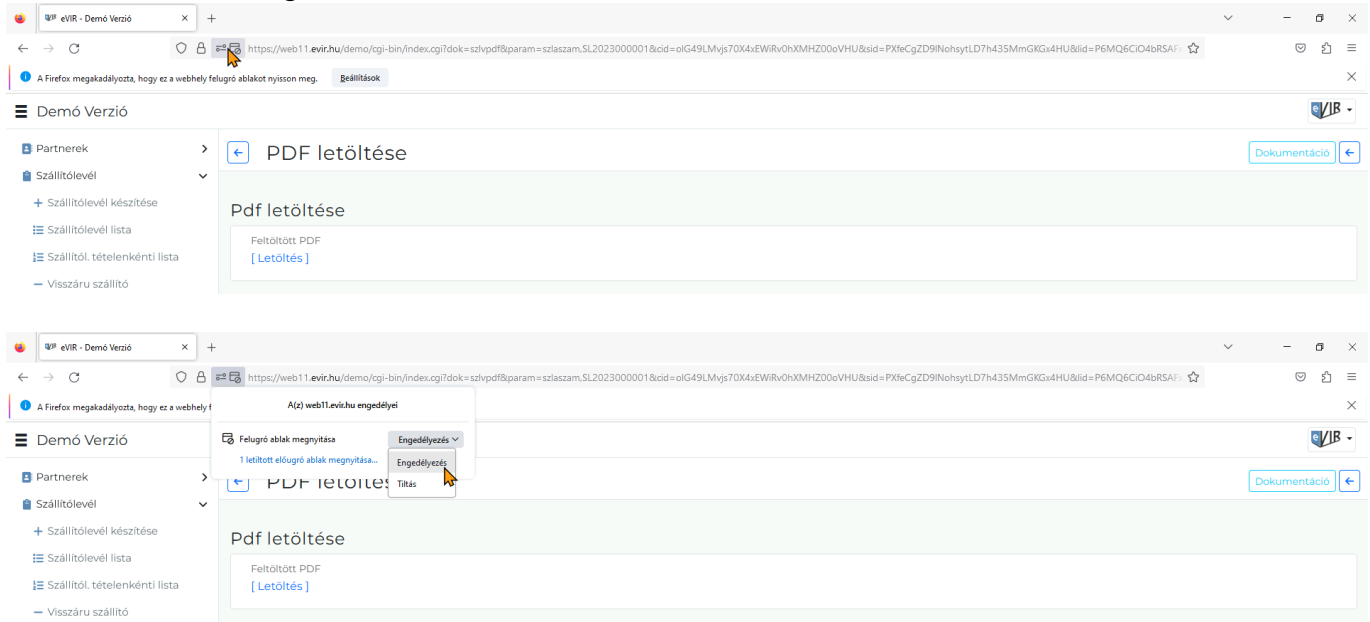 eVIR - Demó Verzió
https://web11.evir.hu/demo/cgi-bin/index.cgi?dok=szlvpdf&param=szlaszam,SL2023000001&cid=olG49LMvjs70X4xEWiRv0hXMHZ00oVHU&sid=PXfeCgZD9INohsytLD7h435MmGKGx4HU&lid=P6MQ6CiO4bRSAF
A Firefox megakadályozta, hogy ez a webhely felugró ablakot nyisson meg. Beállítások
Demó Verzió
eVIR
Partnerek
PDF letöltése
Dokumentáció
Szállítólevél
Szállítólevél készítése
Pdf letöltése
Szállítólevél lista
Feltöltött PDF
[ Letöltés ]
Szállítól. tételenkénti lista
Visszáru szállító
eVIR - Demó Verzió
https://web11.evir.hu/demo/cgi-bin/index.cgi?dok=szlvpdf&param=szlaszam,SL2023000001&cid=olG49LMvjs70X4xEWiRv0hXMHZ00oVHU&sid=PXfeCgZD9INohsytLD7h435MmGKGx4HU&lid=P6MQ6CiO4bRSAF
A Firefox megakadályozta, hogy ez a webhely f
A(z) web11.evir.hu engedélyei
Demó Verzió
Felugró ablak megnyitása
Engedélyezés
eVIR
1 letiltott előugró ablak megnyitása...
Engedélyezés
Tiltás
Partnerek
PDF letöltés
Dokumentáció
Szállítólevél
Szállítólevél készítése
Pdf letöltése
Szállítólevél lista
Feltöltött PDF
[ Letöltés ]
Szállítól. tételenkénti lista
Visszáru szállító